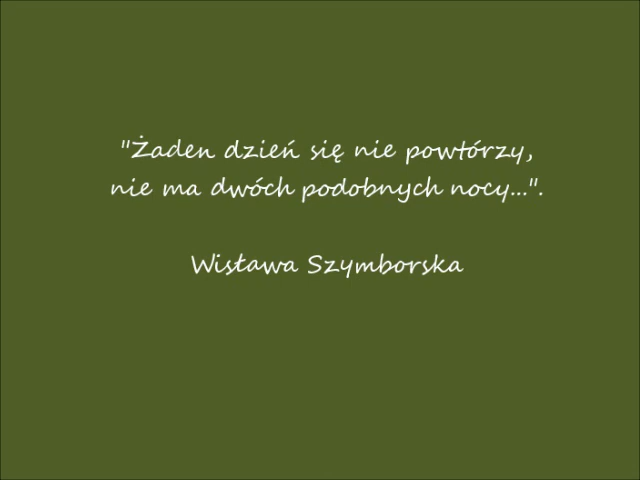 "Żaden dzień się nie powtórzy,
nie ma dwóch podobnych nocy...".
Wisława Szymborska